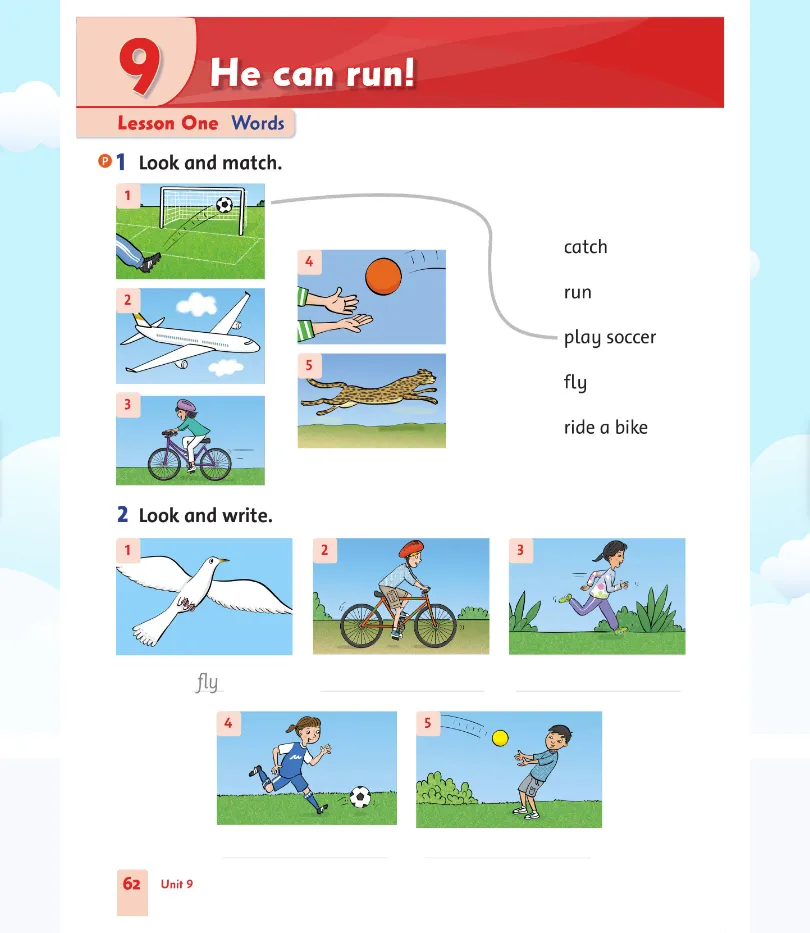 9
He can run!
Lesson One Words
P 1 Look and match.
1
2
3
4
5
catch
run
play soccer
fly
ride a bike
2 Look and write.
1
2
3
fly
4
5
62 Unit 9